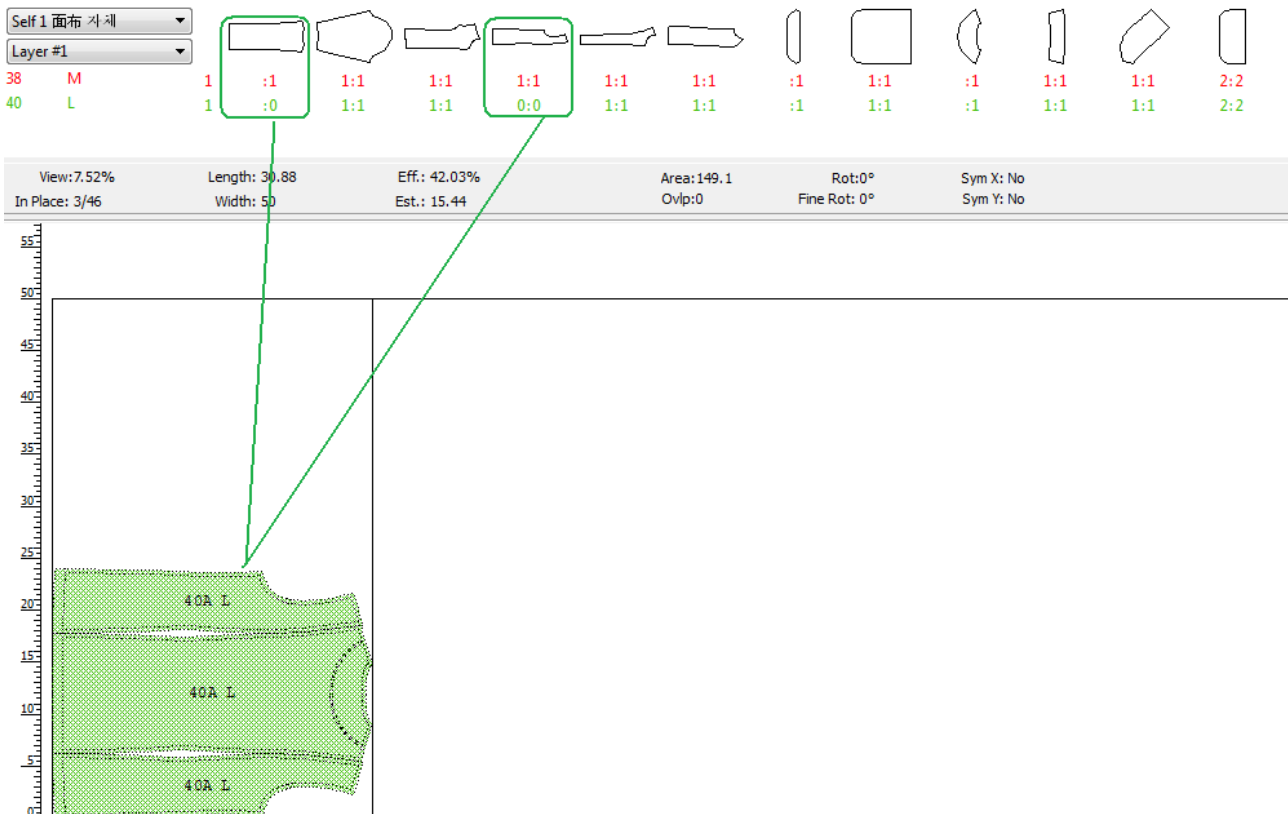 Self 1 面布 자체
Layer #1
38 M 1 :1 1:1 1:1 1:1 1:1 1:1 :1 1:1 :1 1:1 1:1 2:2
40 L 1 :0 1:1 1:1 0:0 1:1 1:1 :1 1:1 :1 1:1 1:1 2:2
View:7.52% Length: 30.88 Eff.: 42.03% Area:149.1 Rot:0° Sym X: No
In Place: 3/46 Width: 50 Est.: 15.44 Ovlp:0 Fine Rot: 0° Sym Y: No
55
50
45
40
35
30
25
40A L
20
15
40A L
10
5
40A L
0